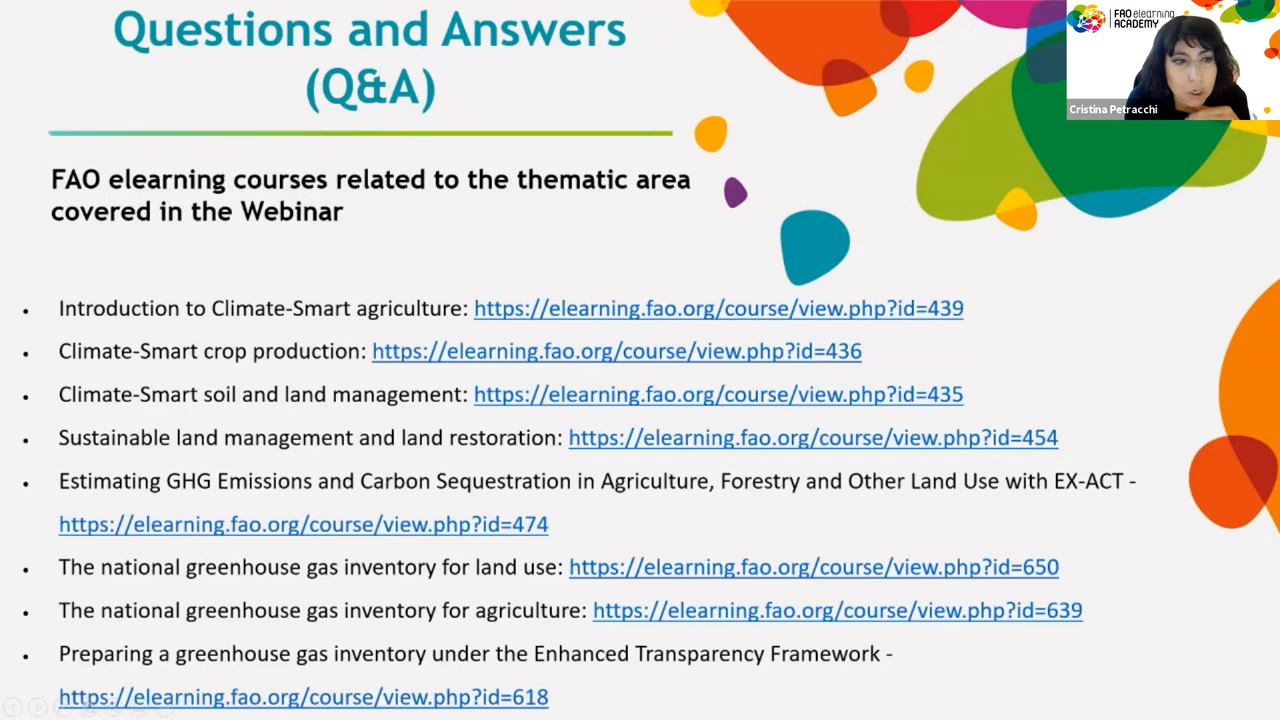 Questions and Answers
(Q&A)
FAO elearning
ACADEMY
Cristina Petracchi
FAO elearning courses related to the thematic area
covered in the Webinar
• Introduction to Climate-Smart agriculture: https://elearning.fao.org/course/view.php?id=439
• Climate-Smart crop production: https://elearning.fao.org/course/view.php?id=436
• Climate-Smart soil and land management: https://elearning.fao.org/course/view.php?id=435
• Sustainable land management and land restoration: https://elearning.fao.org/course/view.php?id=454
• Estimating GHG Emissions and Carbon Sequestration in Agriculture, Forestry and Other Land Use with EX-ACT -
https://elearning.fao.org/course/view.php?id=474
• The national greenhouse gas inventory for land use: https://elearning.fao.org/course/view.php?id=650
• The national greenhouse gas inventory for agriculture: https://elearning.fao.org/course/view.php?id=639
• Preparing a greenhouse gas inventory under the Enhanced Transparency Framework -
https://elearning.fao.org/course/view.php?id=618